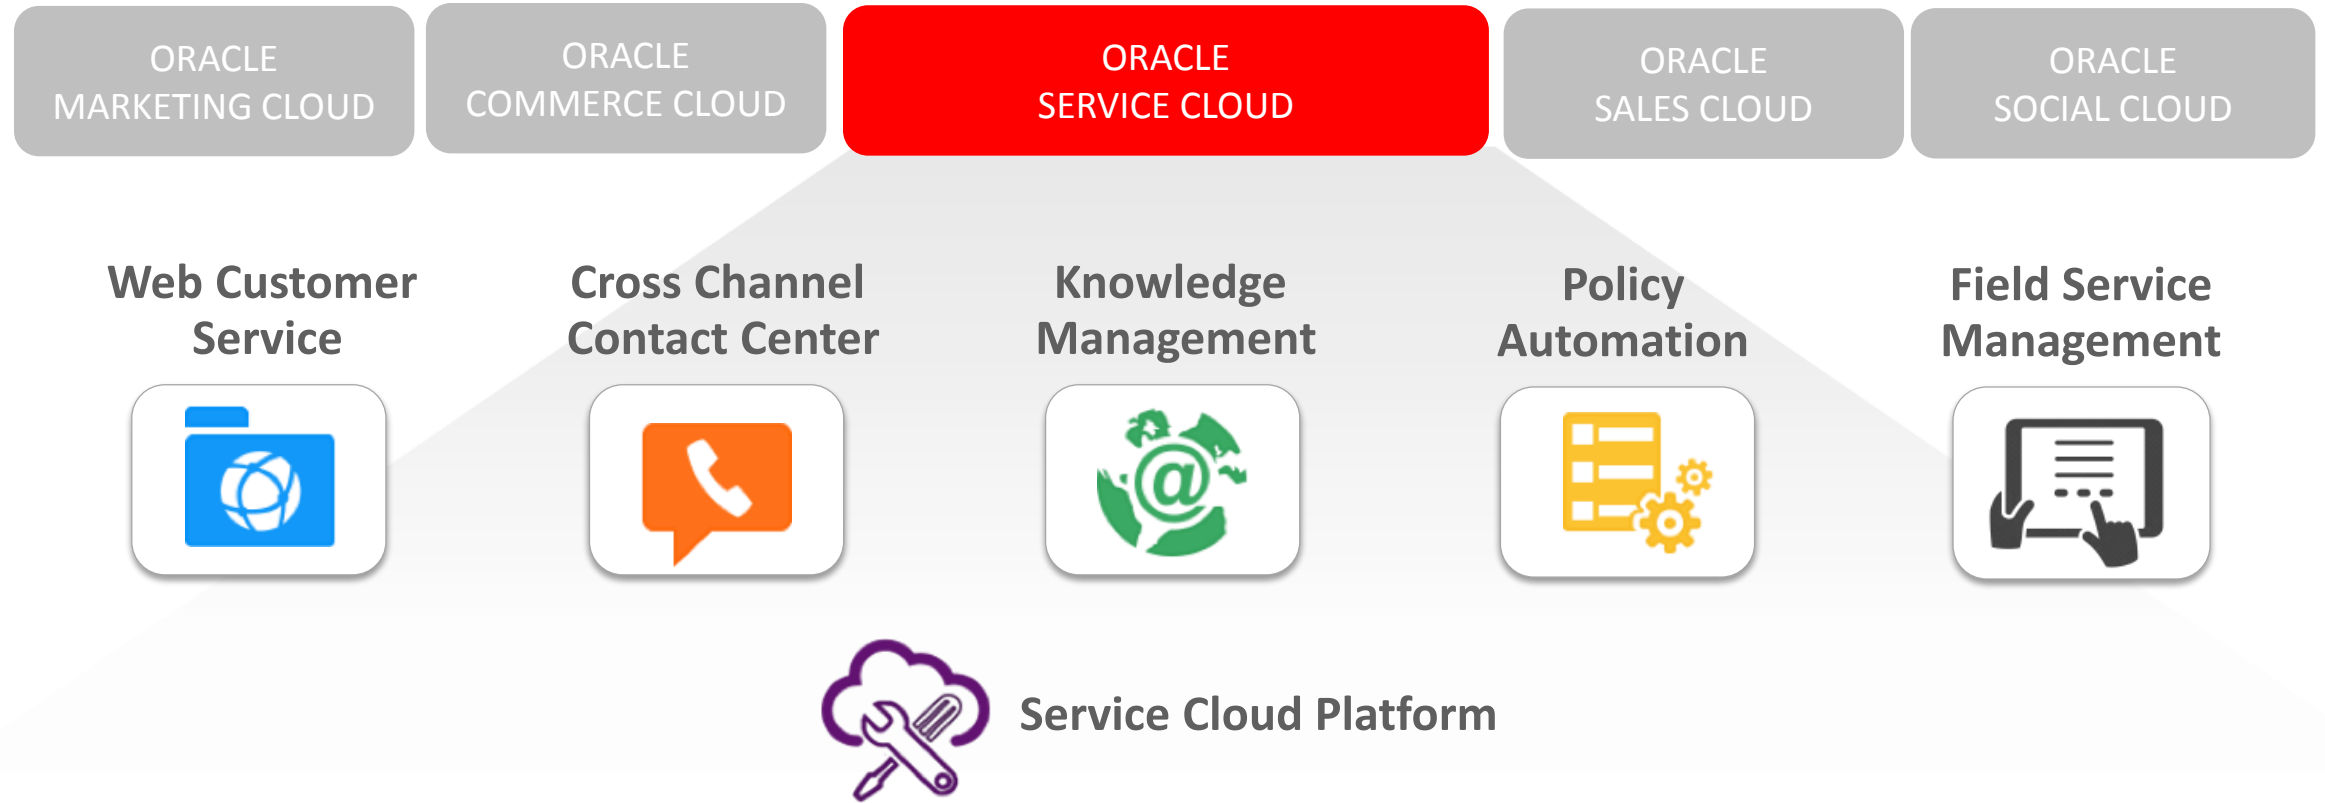 ORACLE
MARKETING CLOUD
ORACLE
COMMERCE CLOUD
ORACLE
SERVICE CLOUD
ORACLE
SALES CLOUD
ORACLE
SOCIAL CLOUD
Web Customer
Service
Cross Channel
Contact Center
Knowledge
Management
Policy
Automation
Field Service
Management
@
Service Cloud Platform